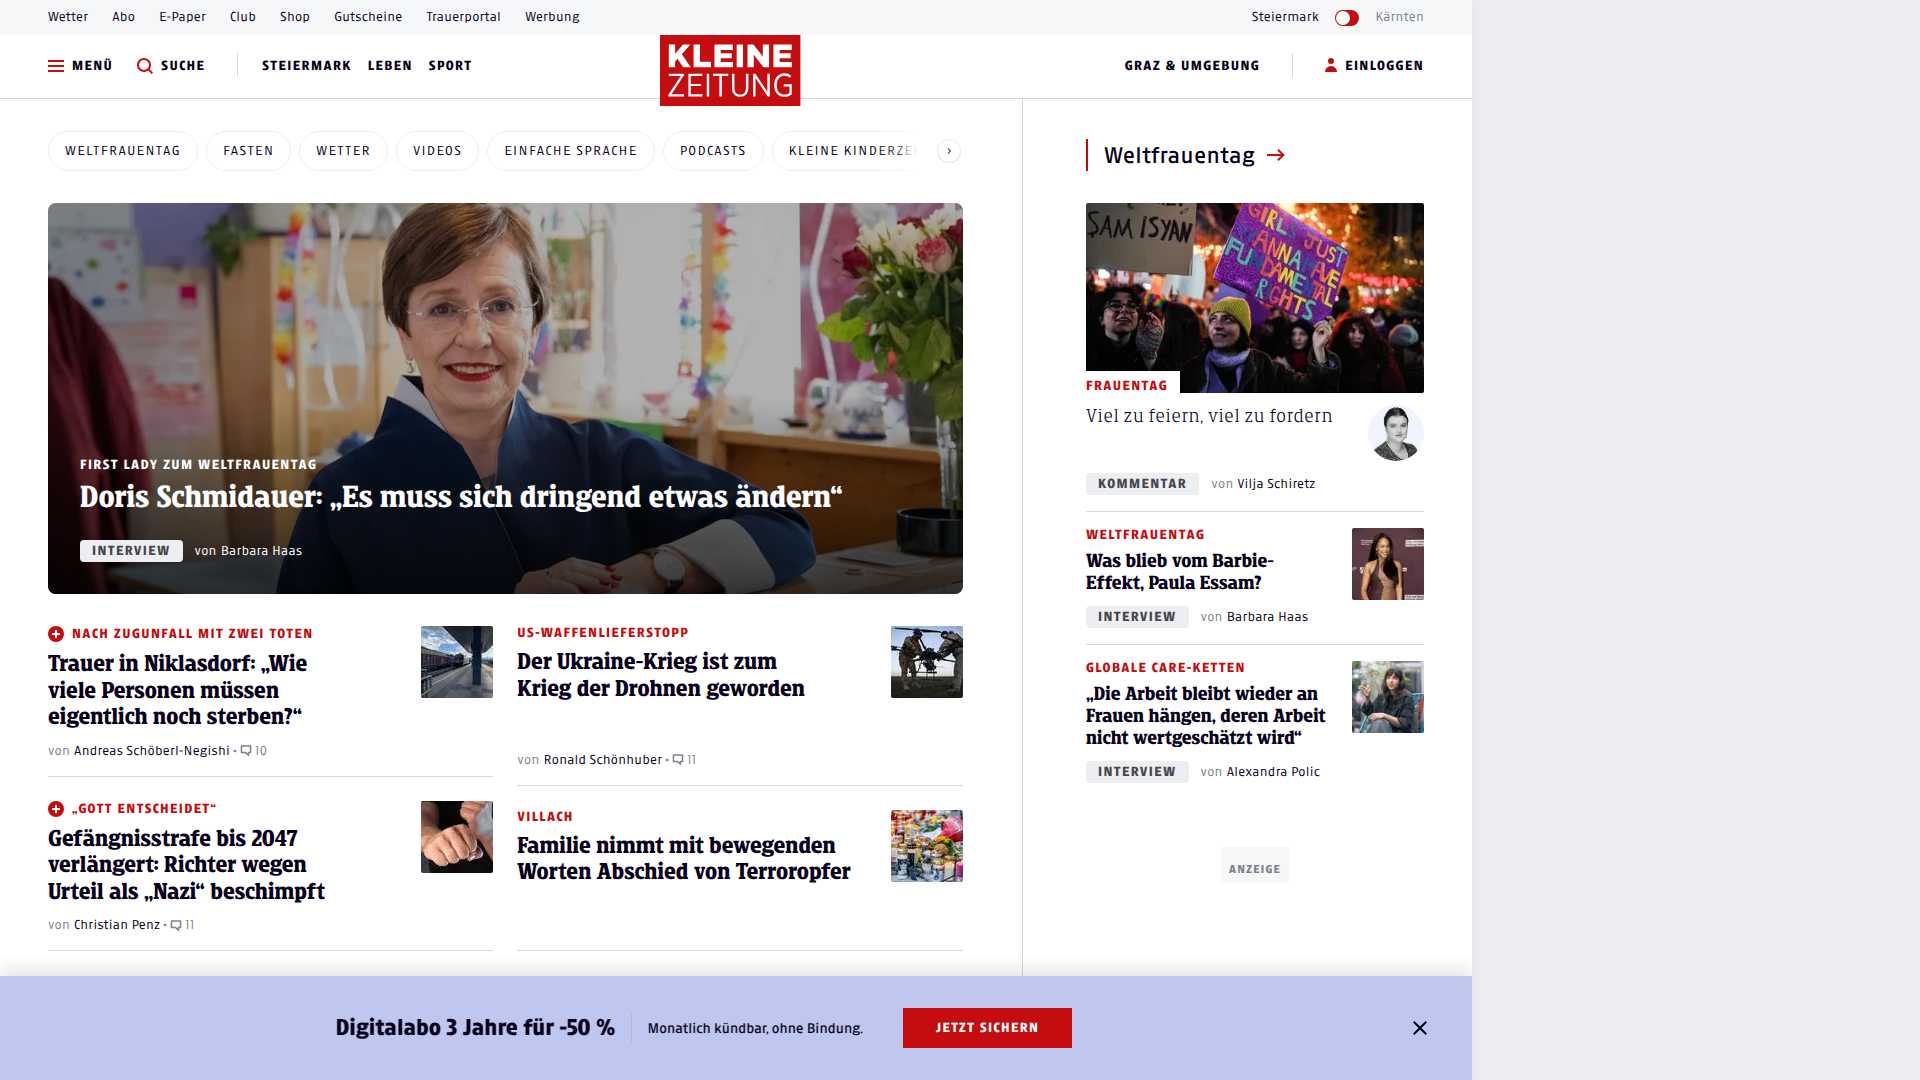 Wetter Abo E-Paper Club Shop Gutscheine Trauerportal Werbung
Steiermark Kärnten
MENÜ SUCHE STEIERMARK LEBEN SPORT
KLEINE
ZEITUNG
GRAZ & UMGEBUNG EINLOGGEN
WELTFRAUENTAG FASTEN WETTER VIDEOS EINFACHE SPRACHE PODCASTS KLEINE
FIRST LADY ZUM WELTFRAUENTAG
Doris Schmidauer: „Es muss sich dringend etwas ändern“
INTERVIEW von Barbara Haas
NACH ZUGUNFALL MIT ZWEI TOTEN
Trauer in Niklasdorf: „Wie
viele Personen müssen
eigentlich noch sterben?“
von Andreas Schöberl-Negishi • 10
US-WAFFENLIEFERSTOPP
Der Ukraine-Krieg ist zum
Krieg der Drohnen geworden
von Ronald Schönhuber • 11
„GOTT ENTSCHEIDET“
Gefängnisstrafe bis 2047
verlängert: Richter wegen
Urteil als „Nazi“ beschimpft
von Christian Penz • 11
VILLACH
Familie nimmt mit bewegenden
Worten Abschied von Terroropfer
Weltfrauentag
SAM ISYAN
GIRLS JUST
WANNA HAVE
FUNDAMENTAL
RIGHTS
FRAUENTAG
Viel zu feiern, viel zu fordern
KOMMENTAR von Vilja Schiretz
WELTFRAUENTAG
Was blieb vom Barbie-
Effekt, Paula Essam?
INTERVIEW von Barbara Haas
GLOBALE CARE-KETTEN
„Die Arbeit bleibt wieder an
Frauen hängen, deren Arbeit
nicht wertgeschätzt wird“
INTERVIEW von Alexandra Polic
ANZEIGE
Digitalabo 3 Jahre für -50 %
Monatlich kündbar, ohne Bindung.
JETZT SICHERN